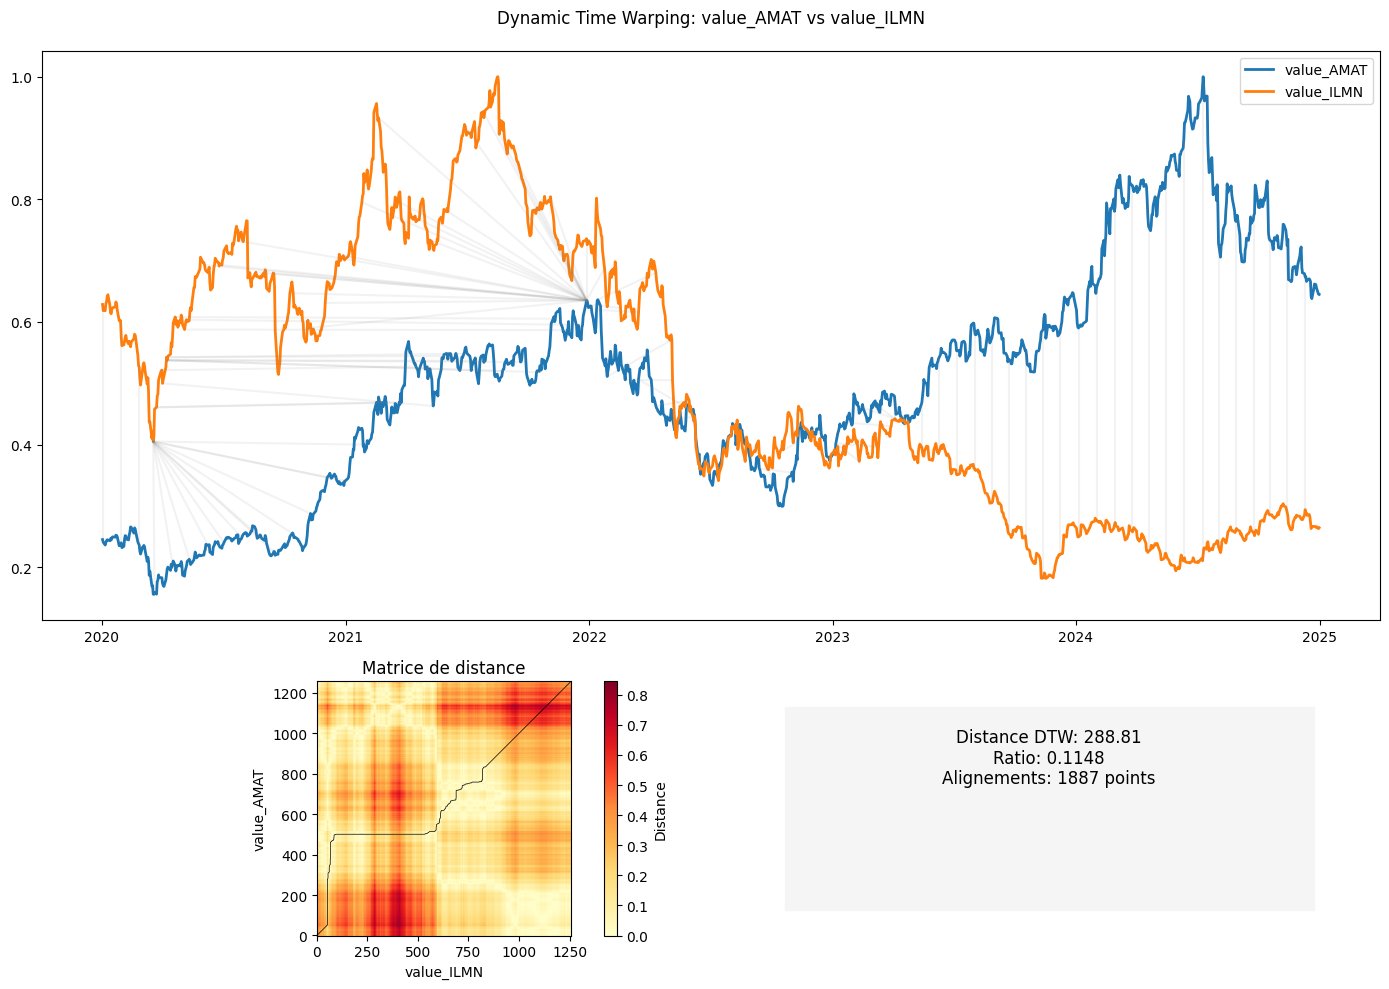 Dynamic Time Warping: value_AMAT vs value_ILMN
value_AMAT
value_ILMN
1.0
0.8
0.6
0.4
0.2
2020 2021 2022 2023 2024 2025
Matrice de distance
value_AMAT
1200
1000
800
600
400
200
0
0 250 500 750 1000 1250
value_ILMN
0.8
0.7
0.6
0.5
0.4
0.3
0.2
0.1
0.0
Distance
Distance DTW: 288.81
Ratio: 0.1148
Alignements: 1887 points